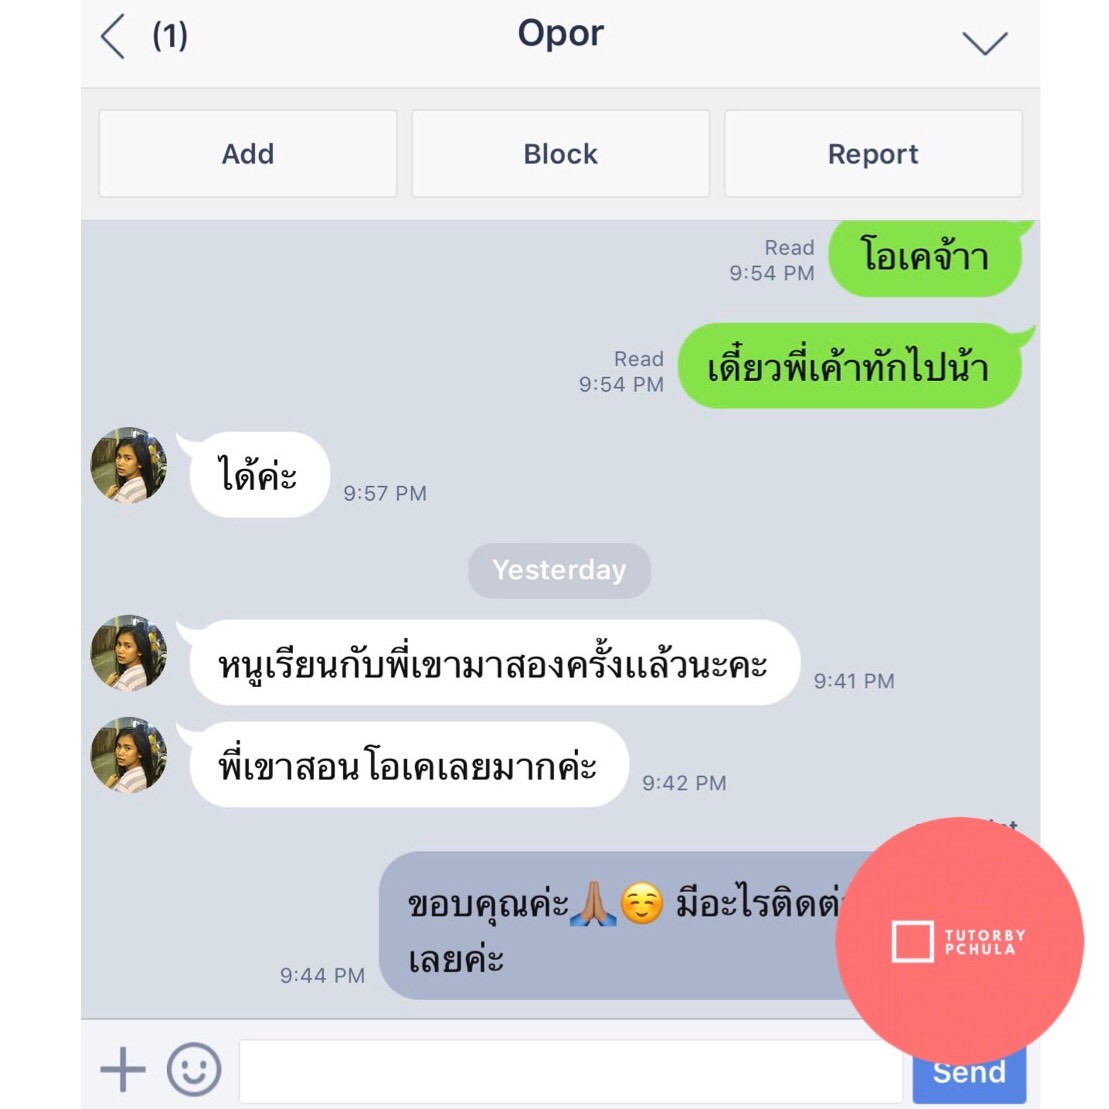 (1)
Opor
Add
Block
Report
Read
9:54 PM
โอเคจ้าา
Read
9:54 PM
เดี๋ยวพี่เค้าทักไปน้า
ได้ค่ะ
9:57 PM
Yesterday
หนูเรียนกับพี่เขามาสองครั้งแล้วนะคะ
9:41 PM
พี่เขาสอนโอเคเลยมากค่ะ
9:42 PM
ขอบคุณค่ะ🙏🏽☺️ มีอะไรติดต่
เลยค่ะ
9:44 PM
TUTORBY
PCHULA
Send